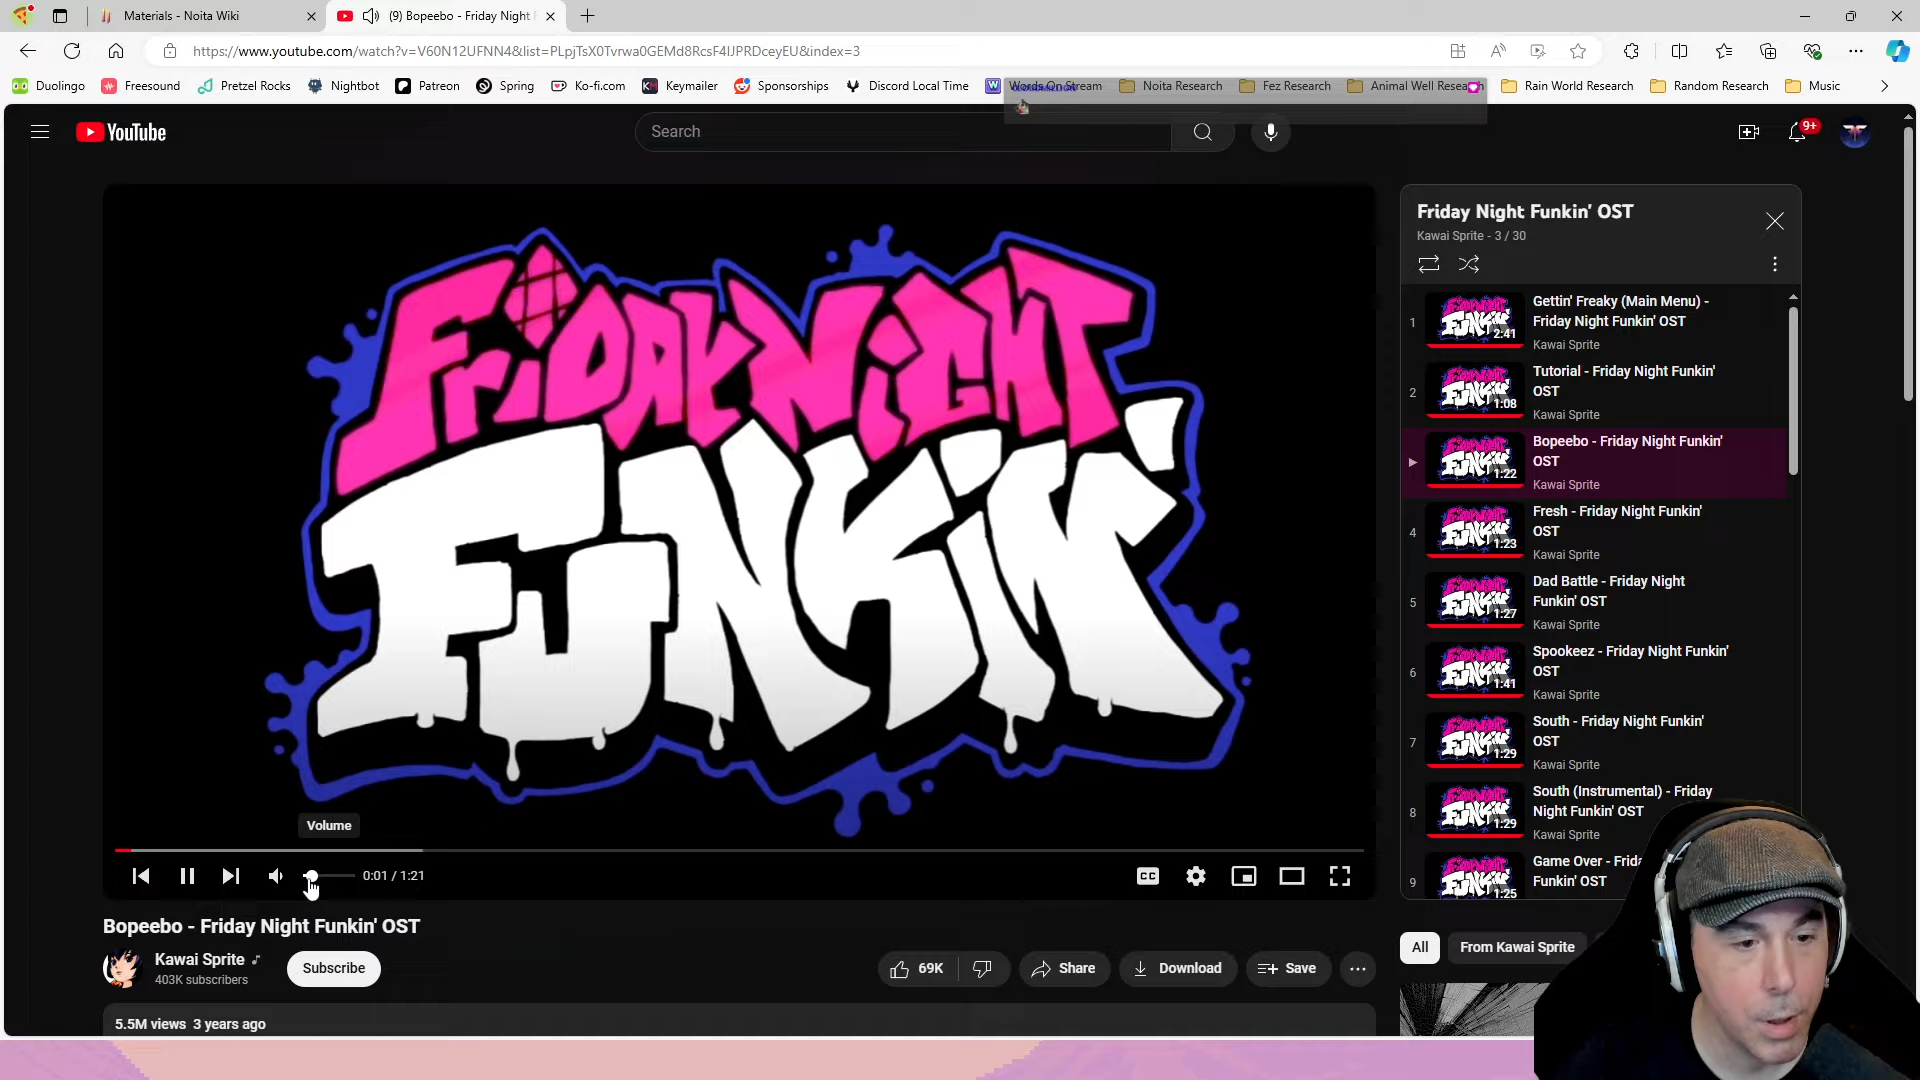 Materials - Noita Wiki
(9) Bopeebo - Friday Night F
https://www.youtube.com/watch?v=V60N12UFNN4&list=PLpjTsX0Tvrwa0GEMd8RcsF4IJPRDceyEU&index=3
Duolingo
Freesound
Pretzel Rocks
Nightbot
Patreon
Spring
Ko-fi.com
Keymailer
Sponsorships
Discord Local Time
Words On Stream
Noita Research
Fez Research
Animal Well Research
Rain World Research
Random Research
Music
YouTube
Search
9+
FRiDAY NiGHT
FUNKiN'
Volume
0:01 / 1:21
CC
Bopeebo - Friday Night Funkin' OST
Kawai Sprite
403K subscribers
Subscribe
69K
Share
Download
Save
5.5M views 3 years ago
Friday Night Funkin' OST
Kawai Sprite - 3 / 30
1
2:41
Gettin' Freaky (Main Menu) -
Friday Night Funkin' OST
Kawai Sprite
2
1:08
Tutorial - Friday Night Funkin'
OST
Kawai Sprite
1:22
Bopeebo - Friday Night Funkin'
OST
Kawai Sprite
4
1:23
Fresh - Friday Night Funkin'
OST
Kawai Sprite
5
1:27
Dad Battle - Friday Night
Funkin' OST
Kawai Sprite
6
1:41
Spookeez - Friday Night Funkin'
OST
Kawai Sprite
7
1:29
South - Friday Night Funkin'
OST
Kawai Sprite
8
1:29
South (Instrumental) - Friday
Night Funkin' OST
Kawai Sprite
9
1:25
Game Over - Frida
Funkin' OST
All
From Kawai Sprite